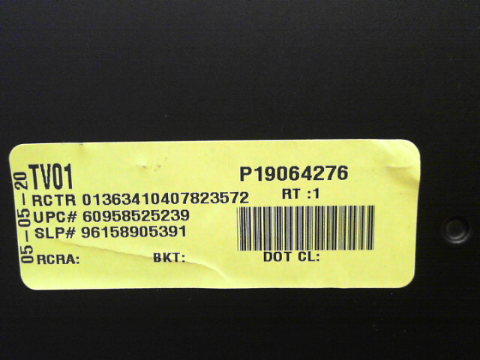 05-05-20
TV01
P19064276
RCTR 01363410407823572
RT :1
UPC# 60958525239
SLP# 96158905391
RCRA: BKT: DOT CL: